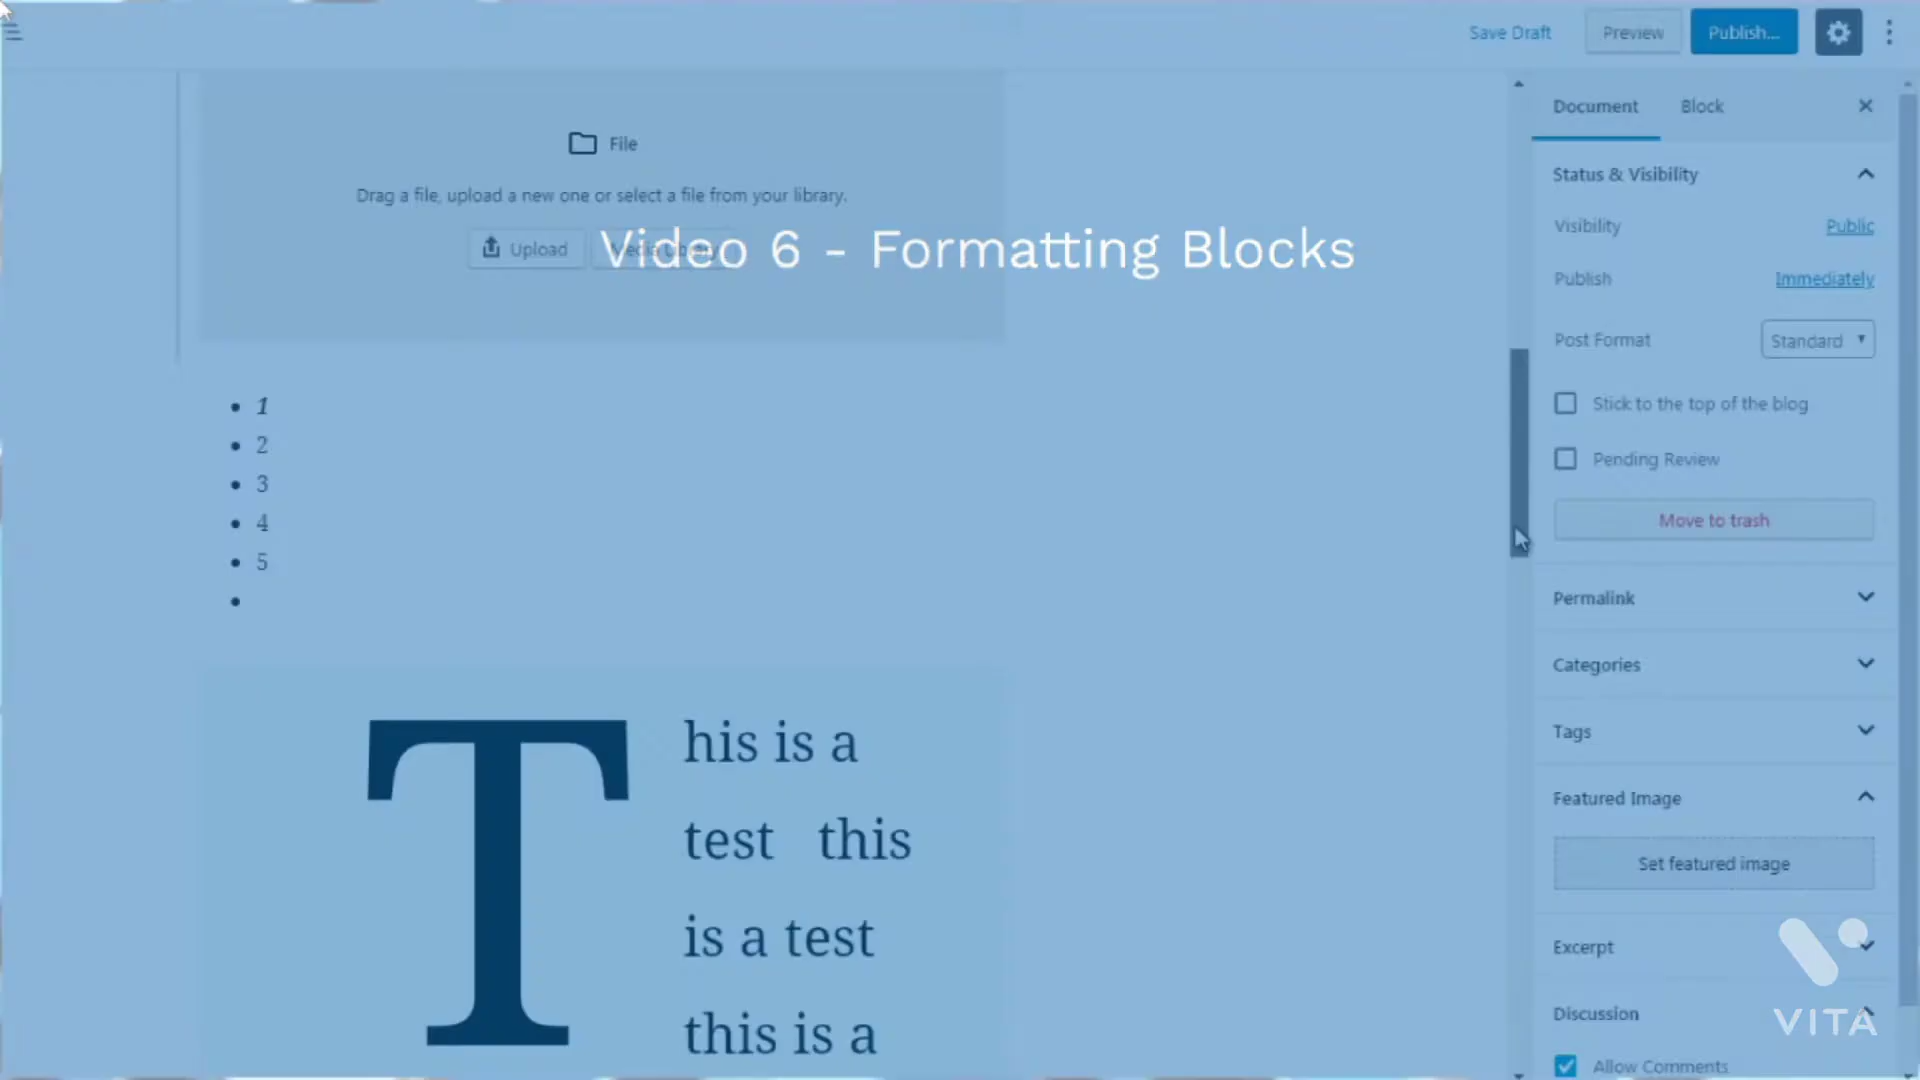 Save Draft
Preview
Publish...
Document
Block
File
Drag a file, upload a new one or select a file from your library.
Upload
Media Library
Video 6 - Formatting Blocks
1
2
3
4
5
This is a
test this
is a test
this is a
Status & Visibility
Visibility
Public
Publish
Immediately
Post Format
Standard
Stick to the top of the blog
Pending Review
Move to trash
Permalink
Categories
Tags
Featured Image
Set featured image
Excerpt
Discussion
Allow Comments
VITA